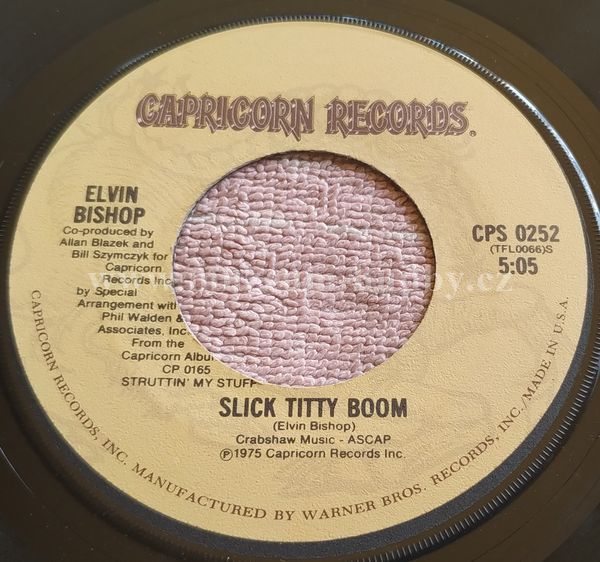 CAPRICORN RECORDS®
ELVIN
BISHOP
Co-produced by
Allan Blazek and
Bill Szymczyk for
Capricorn
Records Inc.
by Special
Arrangement with
Phil Walden &
Associates, Inc.
From the
Capricorn Album
CP 0165
STRUTTIN' MY STUFF
CPS 0252
(TFL0066)S
5:05
SLICK TITTY BOOM
(Elvin Bishop)
Crabshaw Music - ASCAP
℗1975 Capricorn Records Inc.
CAPRICORN RECORDS, INC. MANUFACTURED BY WARNER BROS. RECORDS, INC./MADE IN U.S.A.